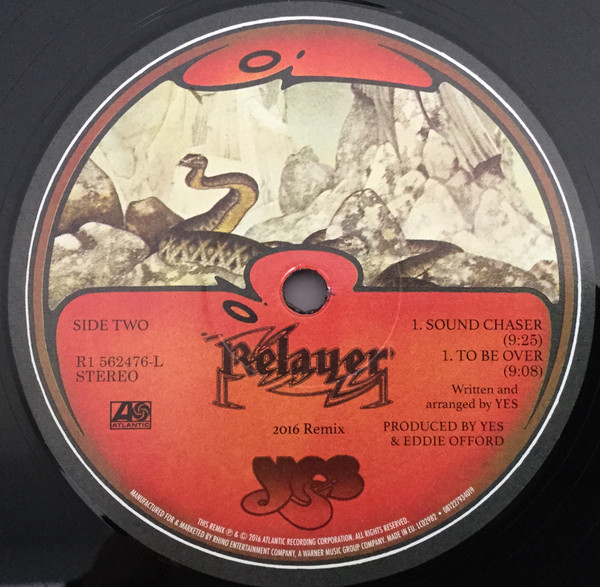 SIDE TWO
R1 562476-L
STEREO
ATLANTIC
Relayer
2016 Remix
1. SOUND CHASER
(9:25)
1. TO BE OVER
(9:08)
Written and
arranged by YES
PRODUCED BY YES
& EDDIE OFFORD
YES
THIS REMIX ℗ & © 2016 ATLANTIC RECORDING CORPORATION. ALL RIGHTS RESERVED.
MANUFACTURED FOR & MARKETED BY RHINO ENTERTAINMENT COMPANY, A WARNER MUSIC GROUP COMPANY. MADE IN EU. LC02982 • 081227934019